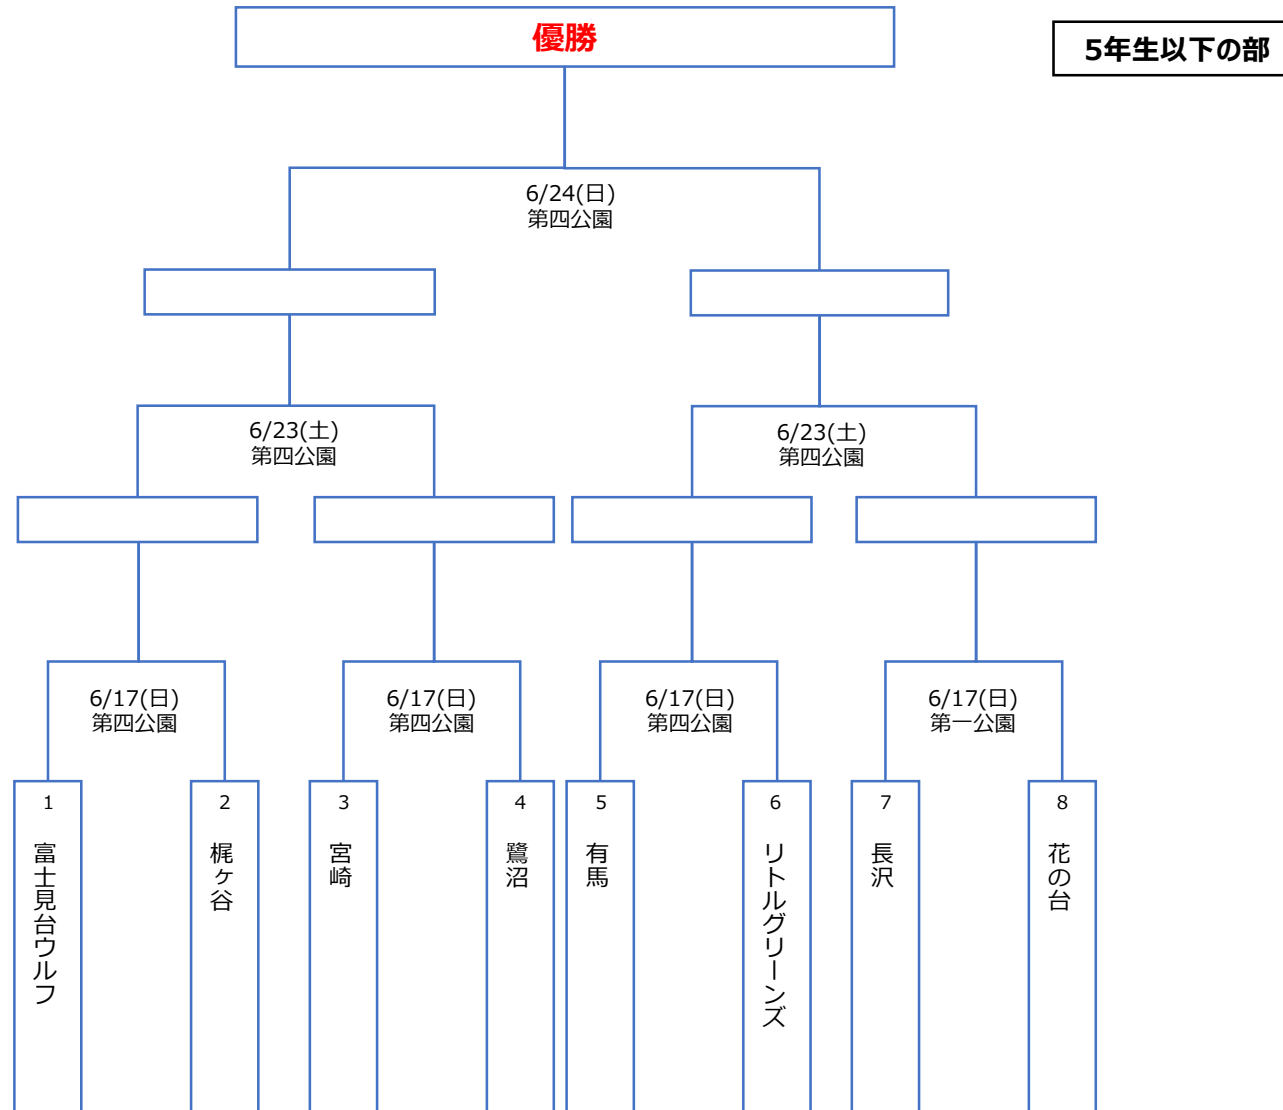 優勝
5年生以下の部
6/24(日)
第四公園
6/23(土)
第四公園
6/23(土)
第四公園
6/17(日)
第四公園
6/17(日)
第四公園
6/17(日)
第四公園
6/17(日)
第一公園
1
富士見台ウルフ
2
梶ヶ谷
3
宮崎
4
鷺沼
5
有馬
6
リトルグリーンズ
7
長沢
8
花の台